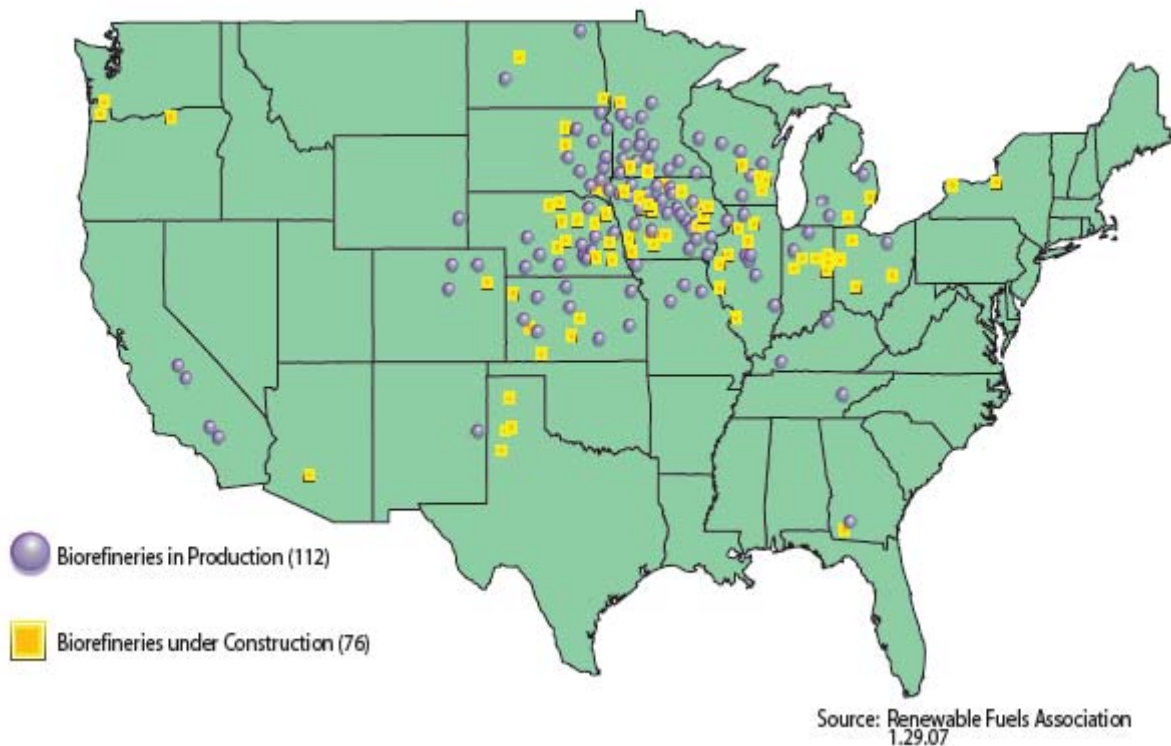 Biorefineries in Production (112)
Biorefineries under Construction (76)
Source: Renewable Fuels Association
1.29.07